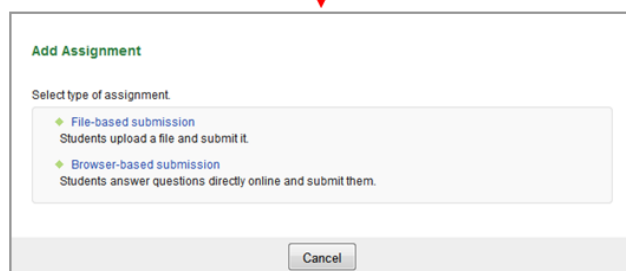 Add Assignment
Select type of assignment.
File-based submission
Students upload a file and submit it.
Browser-based submission
Students answer questions directly online and submit them.
Cancel